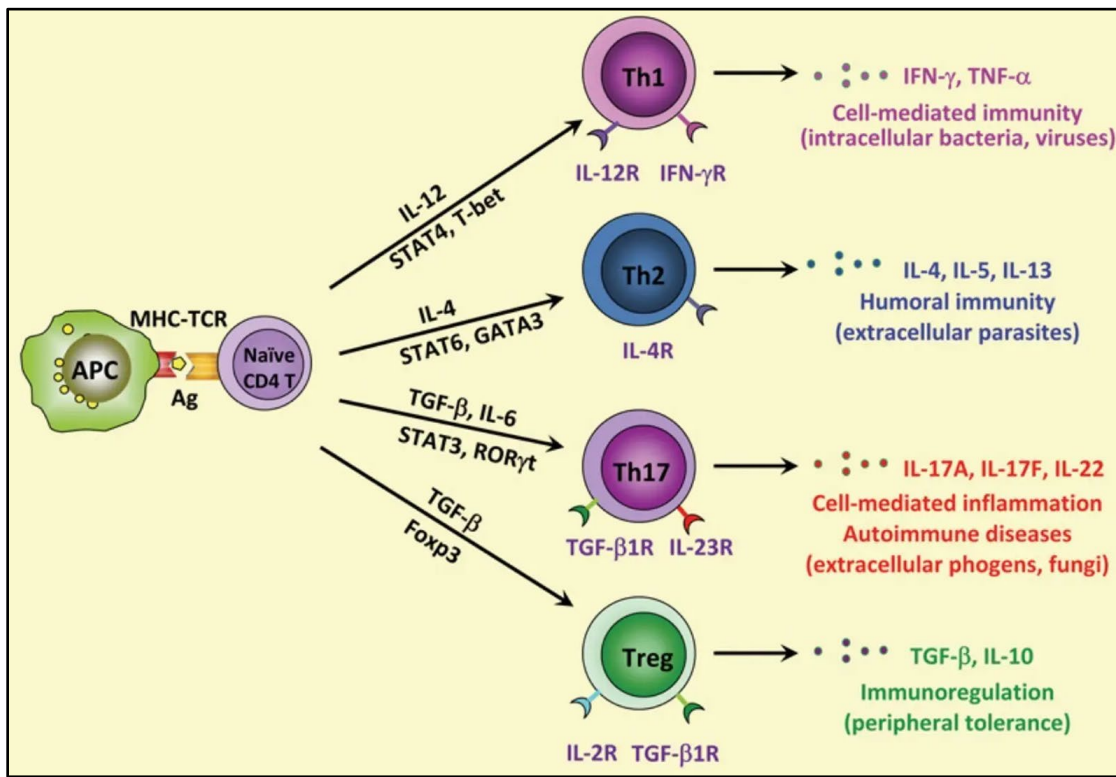 MHC-TCR
APC
Ag
Naïve
CD4 T
IL-12
STAT4, T-bet
Th1
IL-12R IFN-γR
IFN-γ, TNF-α
Cell-mediated immunity
(intracellular bacteria, viruses)
IL-4
STAT6, GATA3
Th2
IL-4R
IL-4, IL-5, IL-13
Humoral immunity
(extracellular parasites)
TGF-β, IL-6
STAT3, RORγt
Th17
TGF-β1R IL-23R
IL-17A, IL-17F, IL-22
Cell-mediated inflammation
Autoimmune diseases
(extracellular phogens, fungi)
TGF-β
Foxp3
Treg
IL-2R TGF-β1R
TGF-β, IL-10
Immunoregulation
(peripheral tolerance)